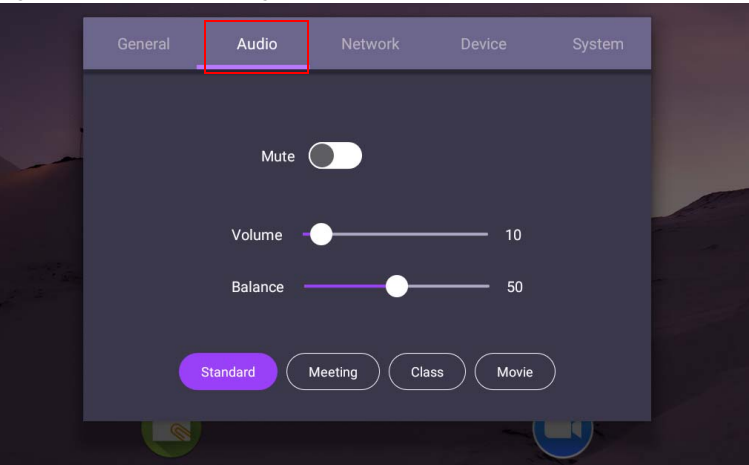 General Audio Network Device System
Mute
Volume 10
Balance 50
Standard Meeting Class Movie